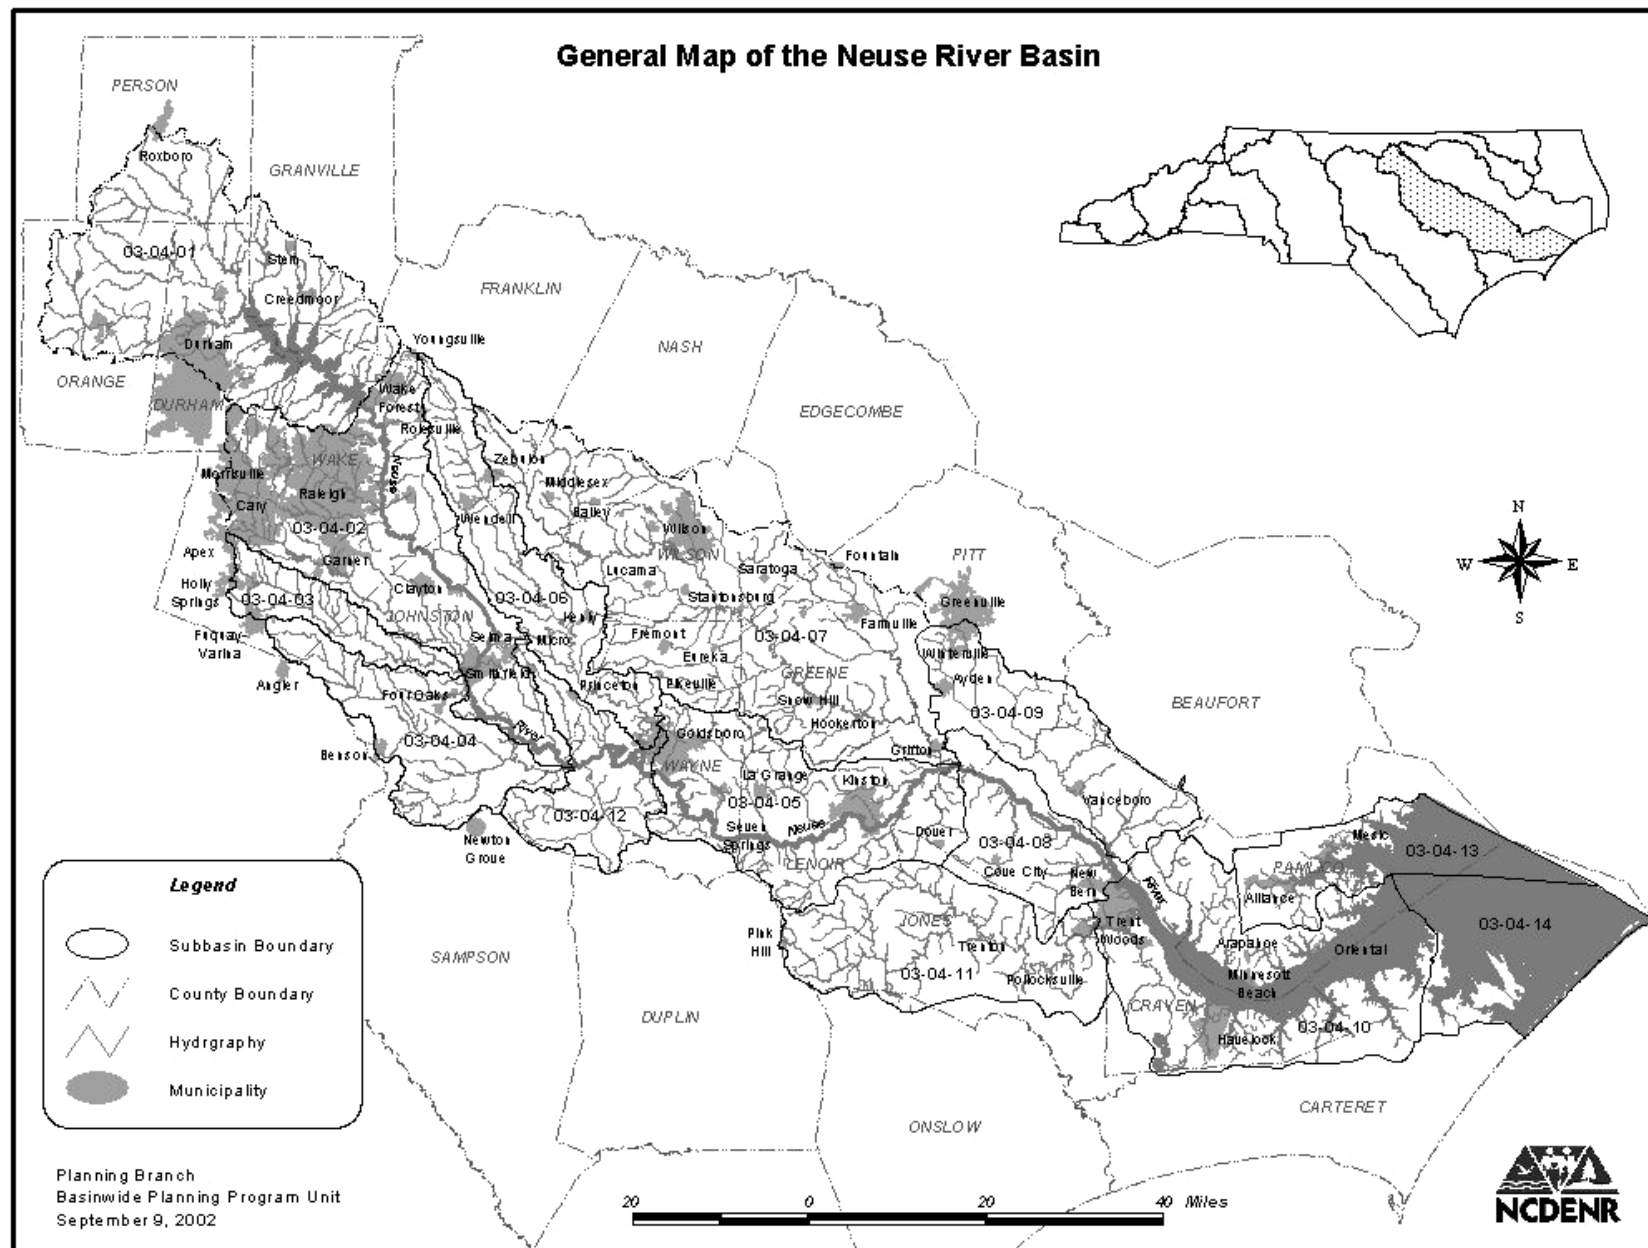 General Map of the Neuse River Basin
PERSON
Roxboro
GRANVILLE
03-04-01
Stem
Creedmoor
FRANKLIN
Durham
Youngsville
NASH
ORANGE
DURHAM
Wake
Forest
Rolesville
EDGECOMBE
WAKE
Neuse
Zebulon
Morrisville
Raleigh
Middlesex
Cary
Bailey
03-04-02
Wendell
Wilson
N
W
E
S
Apex
Garner
WILSON
Fountain
PITT
Holly
Springs
Clayton
Lucama
Saratoga
03-04-03
03-04-06
Stantonsburg
Greenville
JOHNSTON
Kenly
Farmville
Fuquay
Varina
Selma
Micro
Fremont
03-04-07
Eureka
Winterville
Angier
Smithfield
Princeton
Pikeville
GREENE
Ayden
Four Oaks
Snow Hill
BEAUFORT
03-04-09
03-04-04
River
Goldsboro
Hookerton
Benson
Grifton
WAYNE
La Grange
Kinston
03-04-05
Vanceboro
03-04-12
Seven
Springs
Neuse
Dover
03-04-08
Mesic
03-04-13
Newton
Grove
LENOIR
Cove City
New
Bern
River
PAMLICO
Alliance
Legend
Subbasin Boundary
County Boundary
Hydrgraphy
Municipality
JONES
Trent
Woods
03-04-14
Pink
Hill
Trenton
Arapahoe
Oriental
SAMPSON
03-04-11
Pollocksville
Minnesott
Beach
CRAVEN
DUPLIN
03-04-10
Havelock
CARTERET
ONSLOW
Planning Branch
Basinwide Planning Program Unit
September 9, 2002
20 0 20 40 Miles
NCDENR